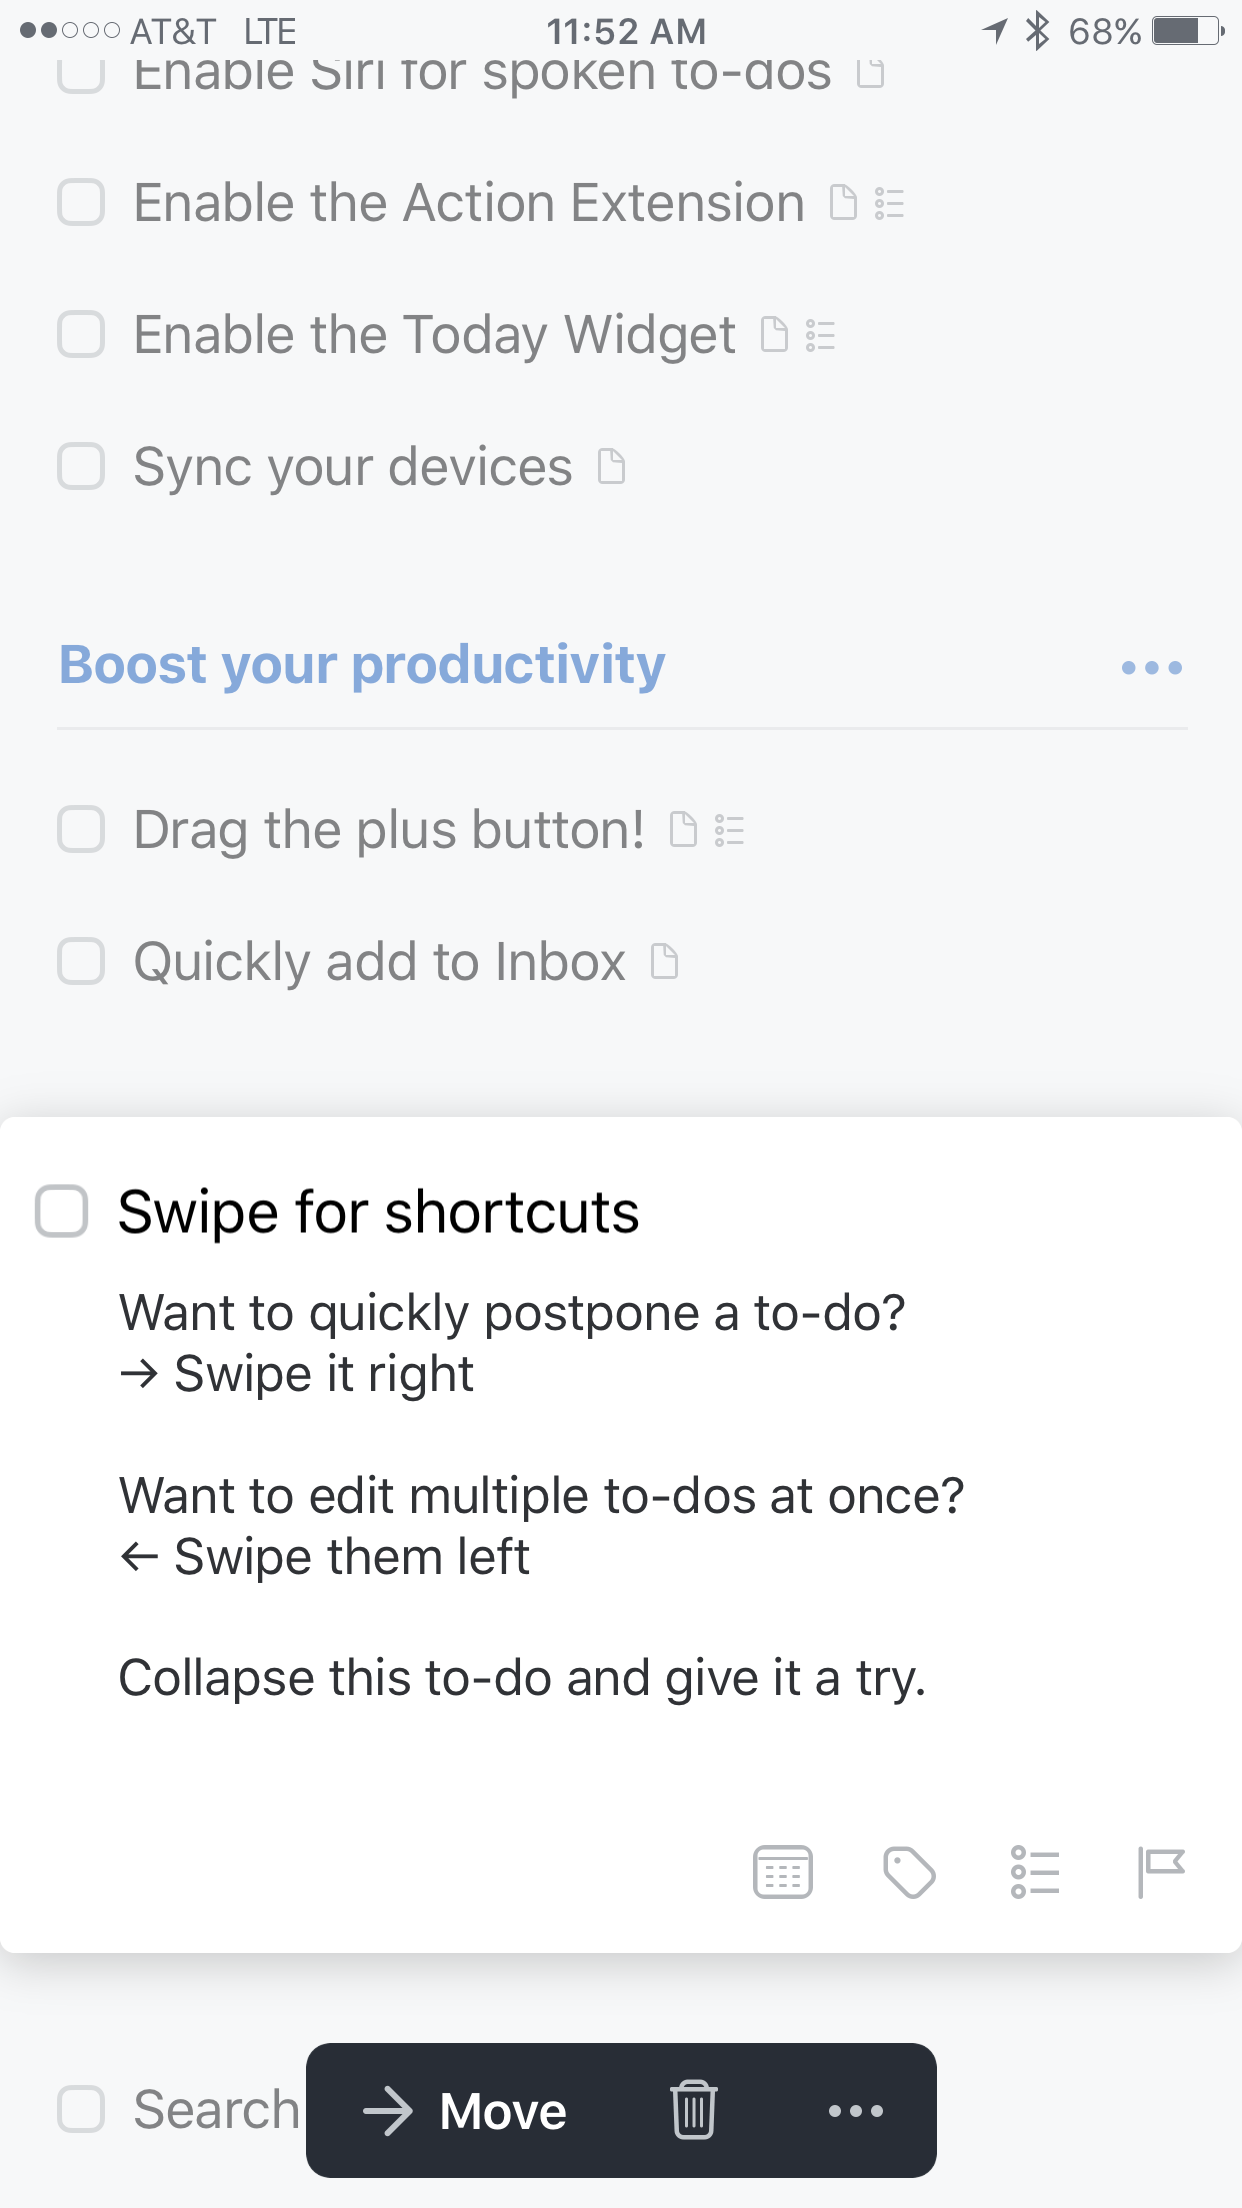 AT&T LTE 11:52 AM 68%
Enable Siri for spoken to-dos
Enable the Action Extension
Enable the Today Widget
Sync your devices
Boost your productivity
Drag the plus button!
Quickly add to Inbox
Swipe for shortcuts
Want to quickly postpone a to-do?
→ Swipe it right
Want to edit multiple to-dos at once?
← Swipe them left
Collapse this to-do and give it a try.
Search
Move